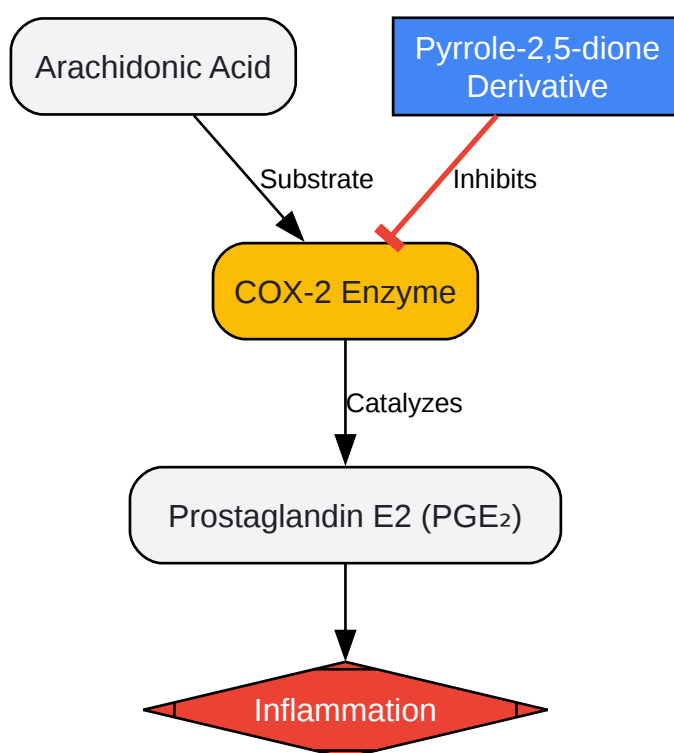 Arachidonic Acid
Pyrrole-2,5-dione
Derivative
Substrate
Inhibits
COX-2 Enzyme
Catalyzes
Prostaglandin E2 (PGE₂)
Inflammation